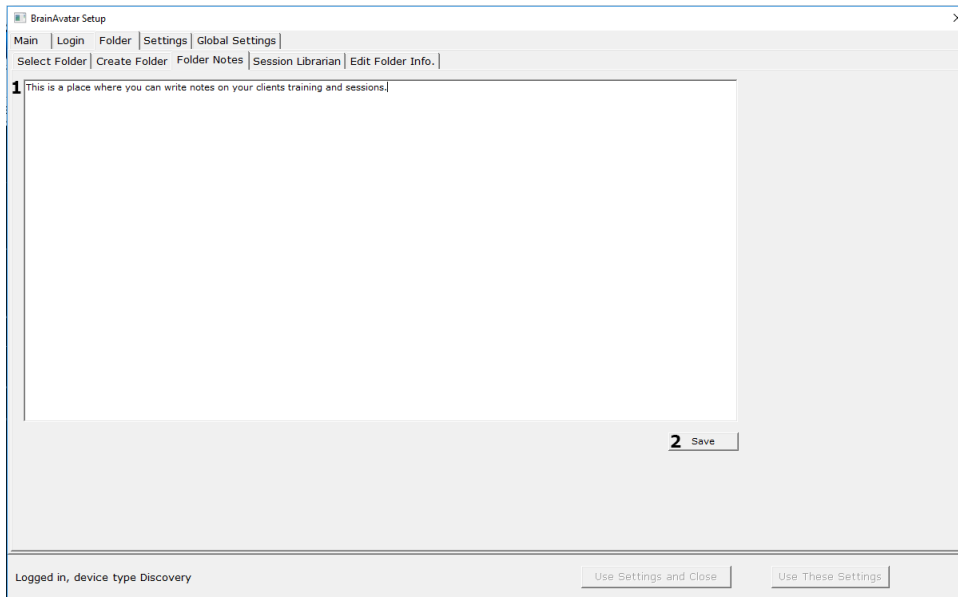 BrainAvatar Setup
Main Login Folder Settings Global Settings
Select Folder Create Folder Folder Notes Session Librarian Edit Folder Info.
1 This is a place where you can write notes on your clients training and sessions.
2 Save
Logged in, device type Discovery Use Settings and Close Use These Settings